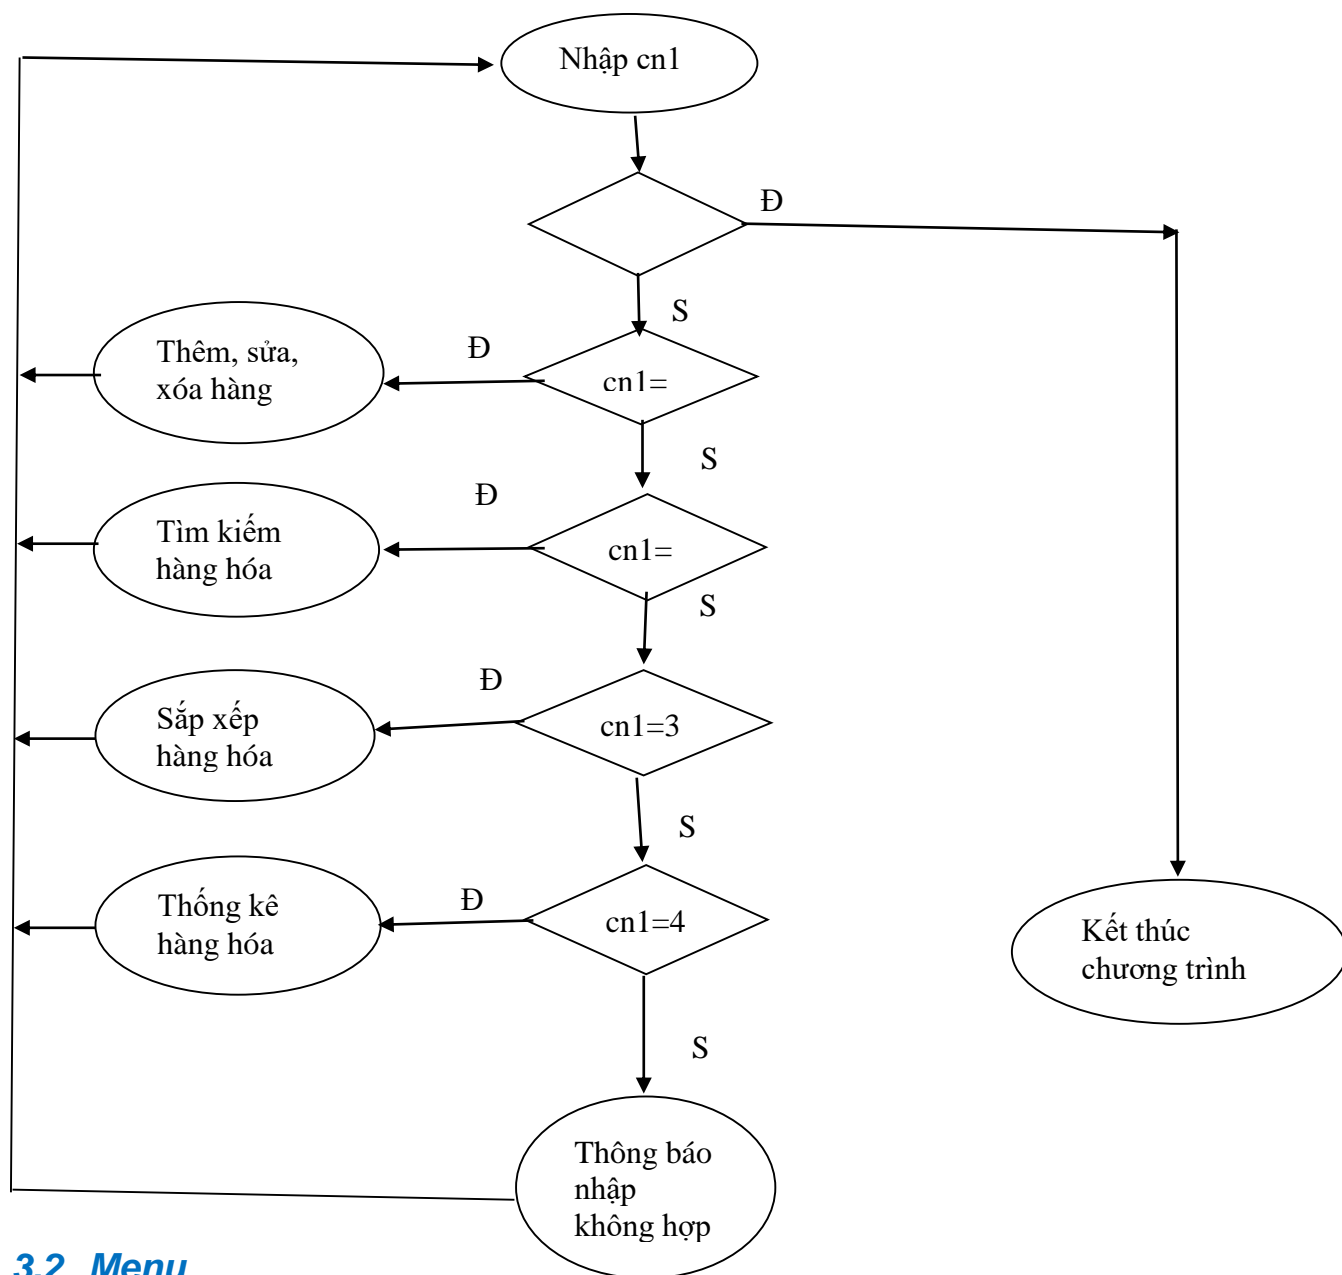 Nhập cn1
Đ
S
Thêm, sửa,
xóa hàng
Đ
cn1=
S
Tìm kiếm
hàng hóa
Đ
cn1=
S
Sắp xếp
hàng hóa
Đ
cn1=3
S
Thống kê
hàng hóa
Đ
cn1=4
Kết thúc
chương trình
S
Thông báo
nhập
không hợp
3.2 Menu